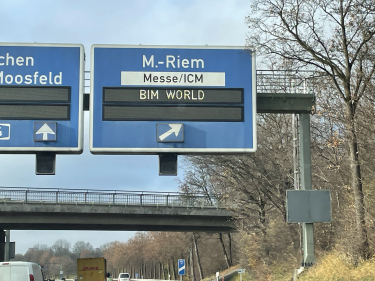 chen
Moosfeld
M.-Riem
Messe/ICM
BIM WORLD